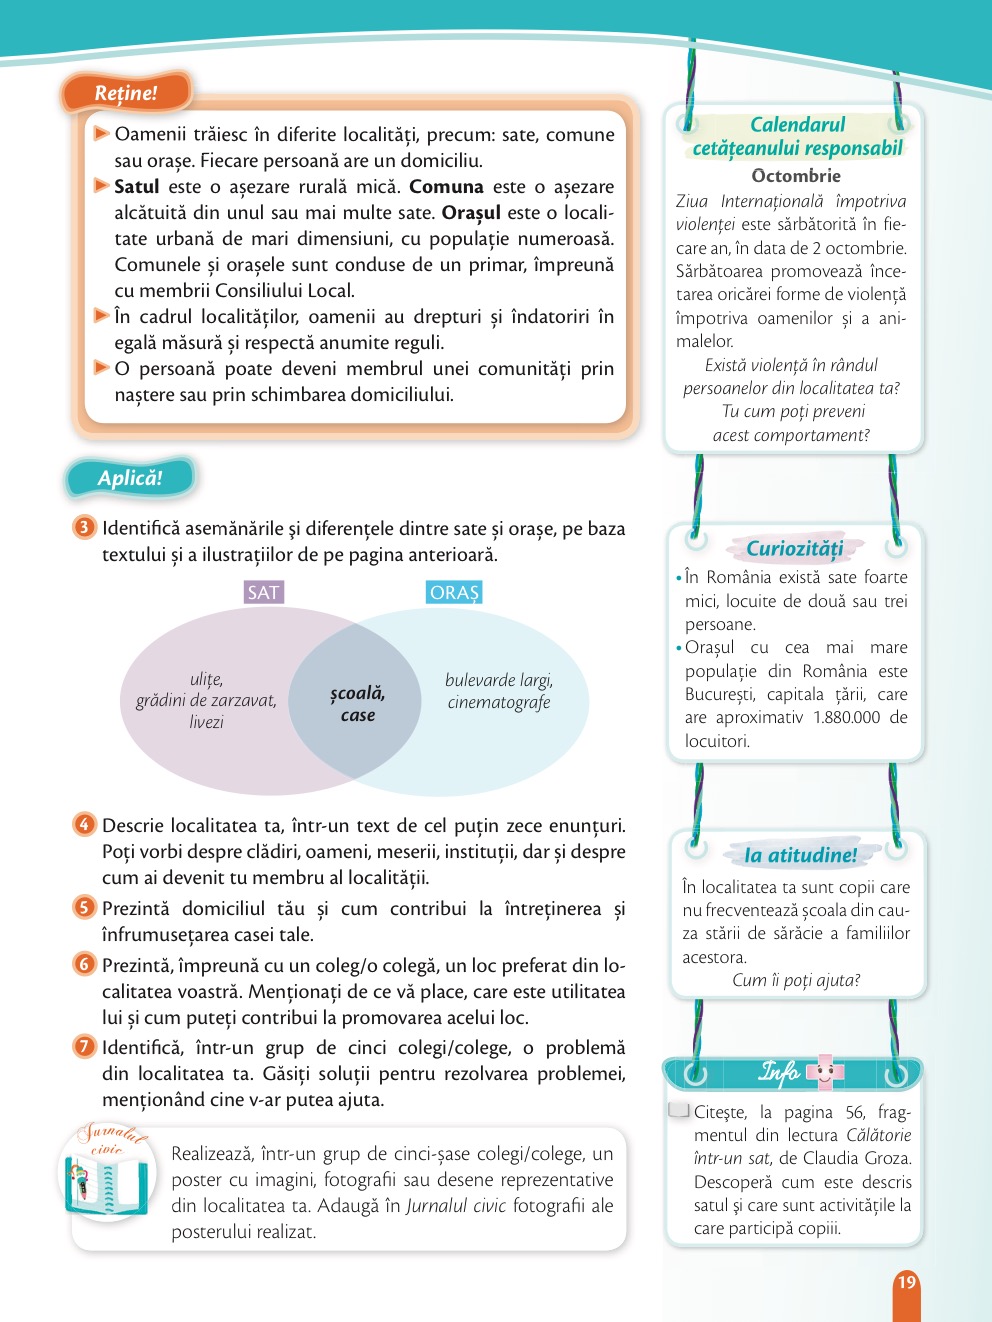 Reține!
Oamenii trăiesc în diferite localități, precum: sate, comune
sau orașe. Fiecare persoană are un domiciliu.
Satul este o așezare rurală mică. Comuna este o așezare
alcătuită din unul sau mai multe sate. Orașul este o locali-
tate urbană de mari dimensiuni, cu populație numeroasă.
Comunele și orașele sunt conduse de un primar, împreună
cu membrii Consiliului Local.
În cadrul localităților, oamenii au drepturi și îndatoriri în
egală măsură și respectă anumite reguli.
O persoană poate deveni membrul unei comunități prin
naștere sau prin schimbarea domiciliului.
Aplică!
3 Identifică asemănările şi diferențele dintre sate și orașe, pe baza
textului și a ilustrațiilor de pe pagina anterioară.
SAT
ORAȘ
ulițe,
grădini de zarzavat,
livezi
școală,
case
bulevarde largi,
cinematografe
4 Descrie localitatea ta, într-un text de cel puțin zece enunțuri.
Poți vorbi despre clădiri, oameni, meserii, instituții, dar și despre
cum ai devenit tu membru al localității.
5 Prezintă domiciliul tău și cum contribui la întreținerea și
înfrumusețarea casei tale.
6 Prezintă, împreună cu un coleg/o colegă, un loc preferat din lo-
calitatea voastră. Menționați de ce vă place, care este utilitatea
lui și cum puteți contribui la promovarea acelui loc.
7 Identifică, într-un grup de cinci colegi/colege, o problemă
din localitatea ta. Găsiți soluții pentru rezolvarea problemei,
menționând cine v-ar putea ajuta.
Jurnalul
civic
Realizează, într-un grup de cinci-șase colegi/colege, un
poster cu imagini, fotografii sau desene reprezentative
din localitatea ta. Adaugă în Jurnalul civic fotografii ale
posterului realizat.
Calendarul
cetățeanului responsabil
Octombrie
Ziua Internațională împotriva
violenței este sărbătorită în fie-
care an, în data de 2 octombrie.
Sărbătoarea promovează înce-
tarea oricărei forme de violență
împotriva oamenilor și a ani-
malelor.
Există violență în rândul
persoanelor din localitatea ta?
Tu cum poți preveni
acest comportament?
Curiozități
• În România există sate foarte
mici, locuite de două sau trei
persoane.
• Orașul cu cea mai mare
populație din România este
București, capitala țării, care
are aproximativ 1.880.000 de
locuitori.
Ia atitudine!
În localitatea ta sunt copii care
nu frecventează școala din cau-
za stării de sărăcie a familiilor
acestora.
Cum îi poți ajuta?
Info
Citeşte, la pagina 56, frag-
mentul din lectura Călătorie
într-un sat, de Claudia Groza.
Descoperă cum este descris
satul şi care sunt activitățile la
care participă copiii.
19